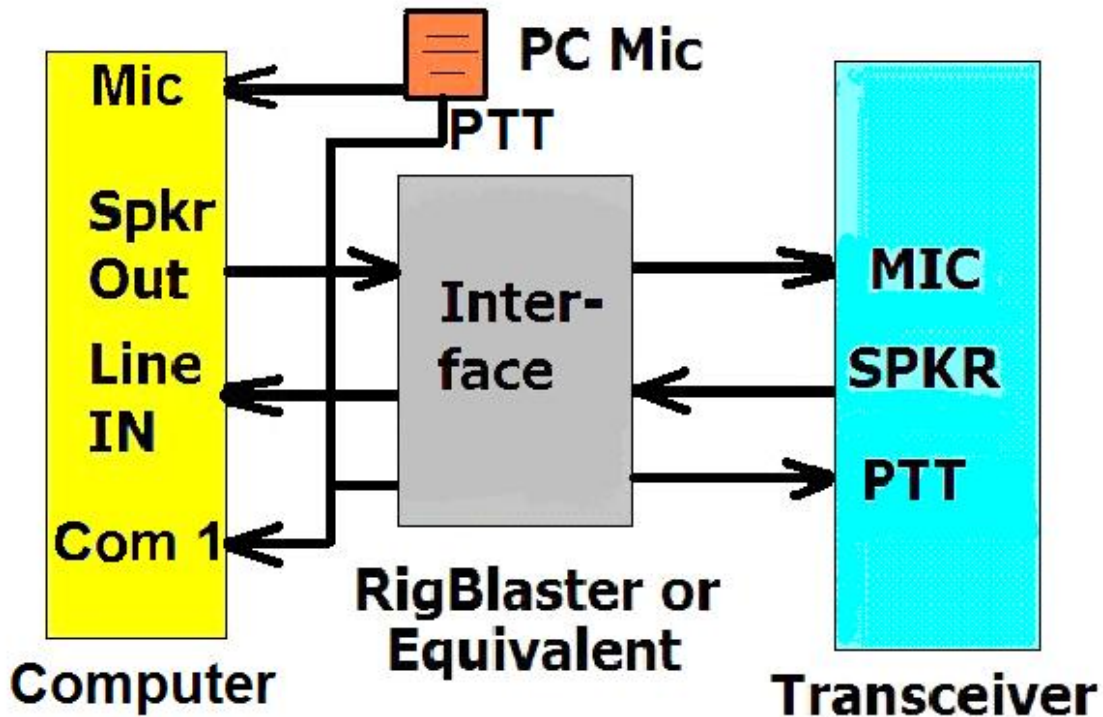 PC Mic
PTT
Mic
Spkr
Out
Line
IN
Com 1
Computer
Inter-
face
RigBlaster or
Equivalent
MIC
SPKR
PTT
Transceiver